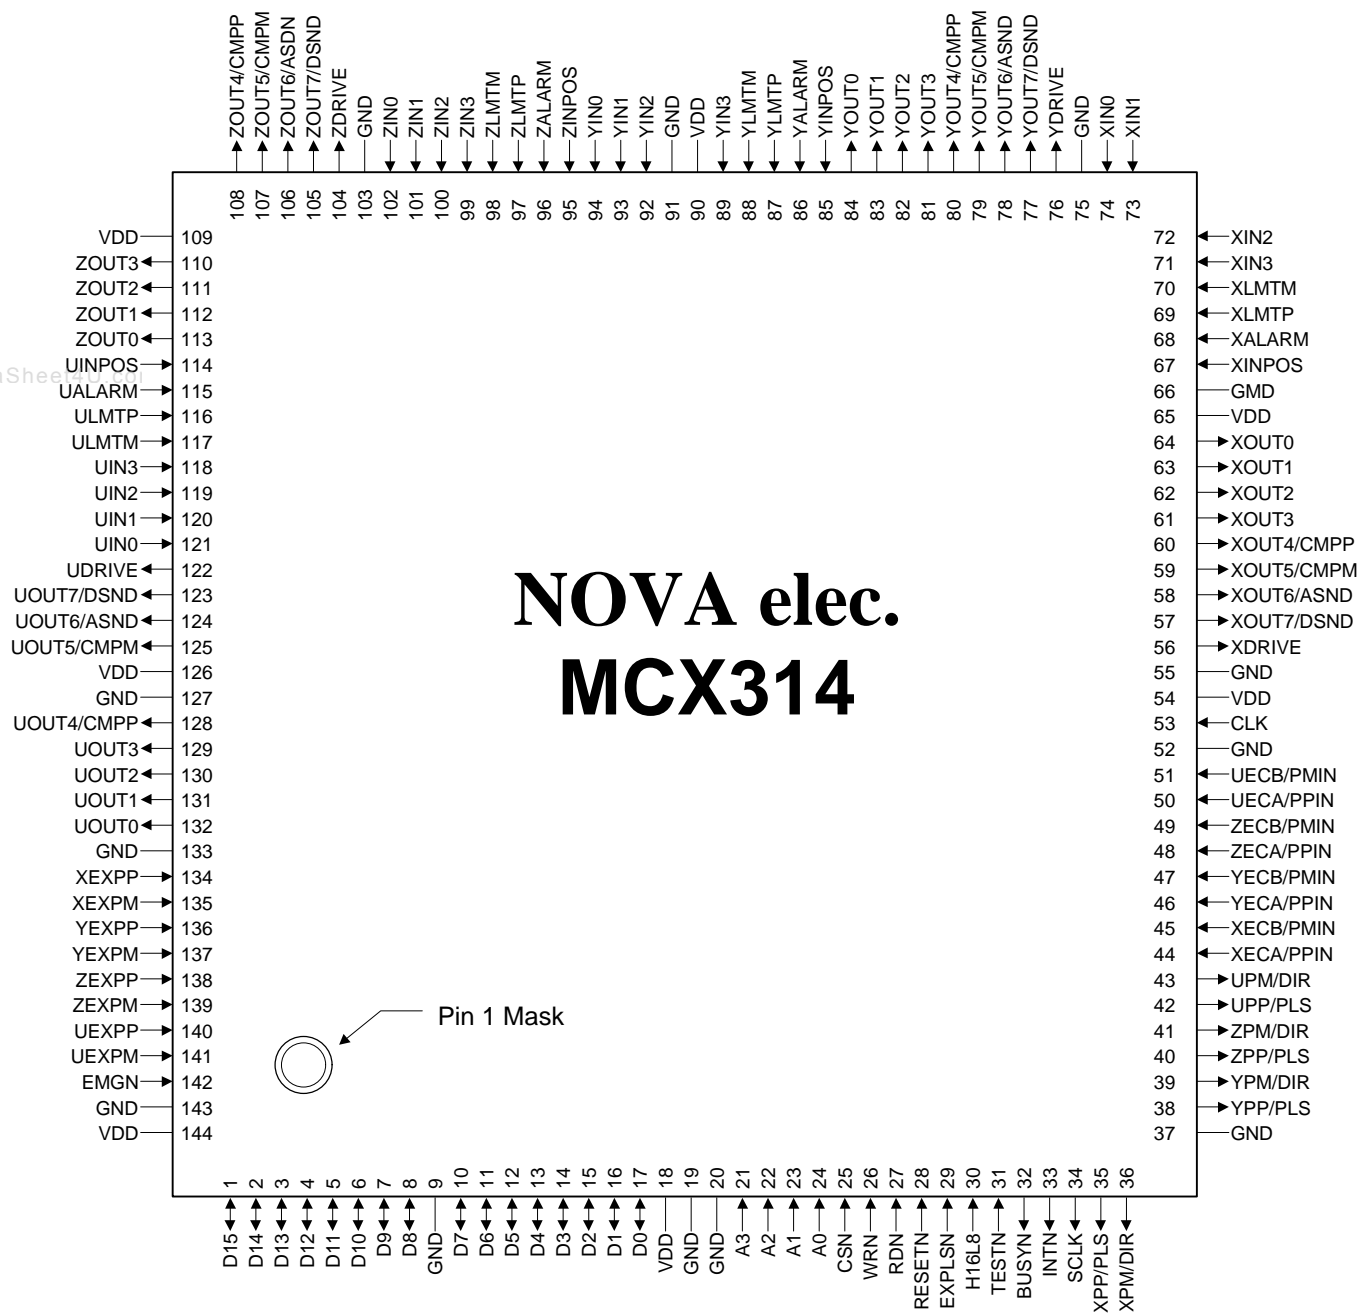 ZOUT4/CMPP
ZOUT5/CMPM
ZOUT6/ASDN
ZOUT7/DSND
ZDRIVE
GND
ZIN0
ZIN1
ZIN2
ZIN3
ZLMTM
ZLMTP
ZALARM
ZINPOS
YIN0
YIN1
YIN2
GND
VDD
YIN3
YLMTM
YLMTP
YALARM
YINPOS
YOUT0
YOUT1
YOUT2
YOUT3
YOUT4/CMPP
YOUT5/CMPM
YOUT6/ASND
YOUT7/DSND
YDRIVE
GND
XIN0
XIN1
108
107
106
105
104
103
102
101
100
99
98
97
96
95
94
93
92
91
90
89
88
87
86
85
84
83
82
81
80
79
78
77
76
75
74
73
VDD 109
ZOUT3 110
ZOUT2 111
ZOUT1 112
ZOUT0 113
UINPOS 114
aSheet4U.co
UALARM 115
ULMTP 116
ULMTM 117
UIN3 118
UIN2 119
UIN1 120
UIN0 121
UDRIVE 122
UOUT7/DSND 123
UOUT6/ASND 124
UOUT5/CMPM 125
VDD 126
GND 127
UOUT4/CMPP 128
UOUT3 129
UOUT2 130
UOUT1 131
UOUT0 132
GND 133
XEXPP 134
XEXPM 135
YEXPP 136
YEXPM 137
ZEXPP 138
ZEXPM 139
UEXPP 140
UEXPM 141
EMGN 142
GND 143
VDD 144
NOVA elec.
MCX314
Pin 1 Mask
72 XIN2
71 XIN3
70 XLMTM
69 XLMTP
68 XALARM
67 XINPOS
66 GMD
65 VDD
64 XOUT0
63 XOUT1
62 XOUT2
61 XOUT3
60 XOUT4/CMPP
59 XOUT5/CMPM
58 XOUT6/ASND
57 XOUT7/DSND
56 XDRIVE
55 GND
54 VDD
53 CLK
52 GND
51 UECB/PMIN
50 UECA/PPIN
49 ZECB/PMIN
48 ZECA/PPIN
47 YECB/PMIN
46 YECA/PPIN
45 XECB/PMIN
44 XECA/PPIN
43 UPM/DIR
42 UPP/PLS
41 ZPM/DIR
40 ZPP/PLS
39 YPM/DIR
38 YPP/PLS
37 GND
1
2
3
4
5
6
7
8
9
10
11
12
13
14
15
16
17
18
19
20
21
22
23
24
25
26
27
28
29
30
31
32
33
34
35
36
D15
D14
D13
D12
D11
D10
D9
D8
GND
D7
D6
D5
D4
D3
D2
D1
D0
VDD
GND
GND
A3
A2
A1
A0
CSN
WRN
RDN
RESETN
EXPLSN
H16L8
TESTN
BUSYN
INTN
SCLK
XPP/PLS
XPM/DIR